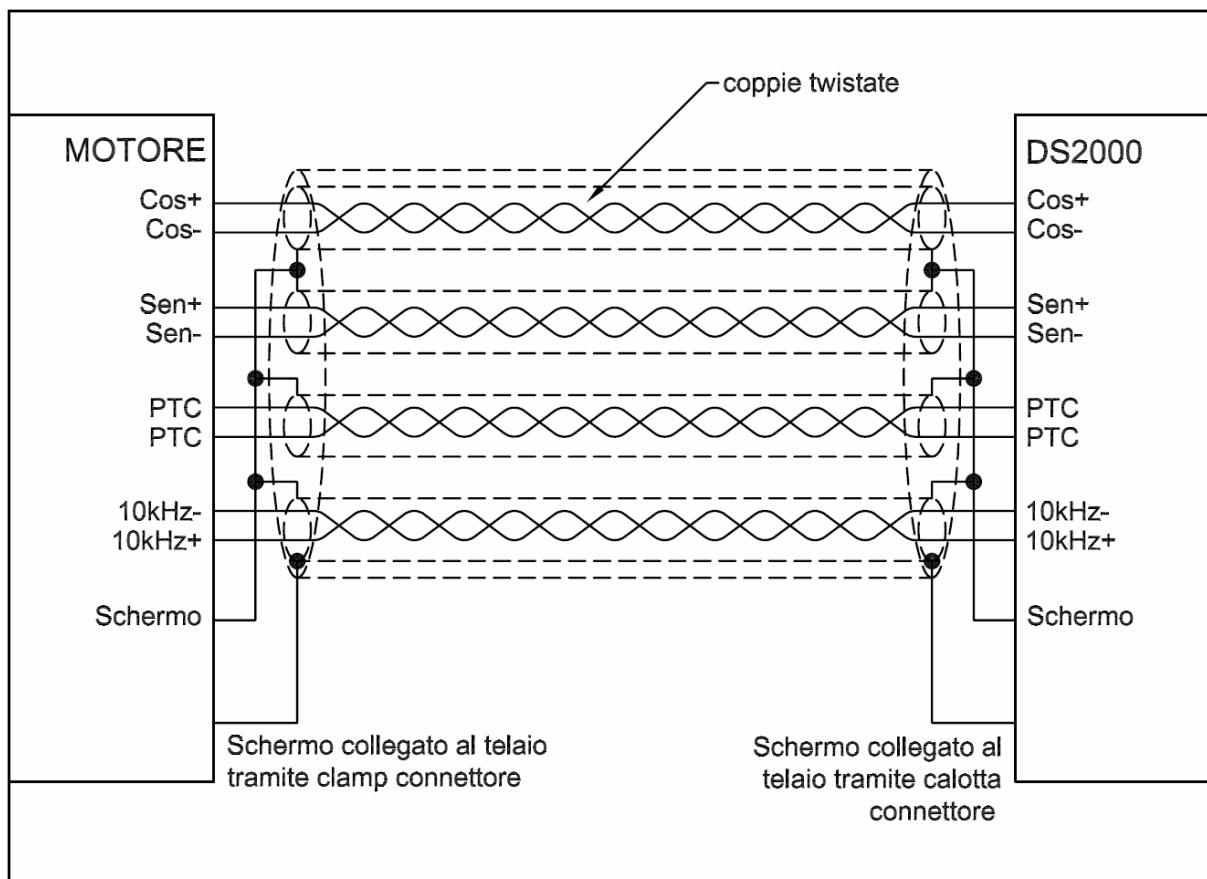 coppie twistate
MOTORE
DS2000
Cos+
Cos-
Sen+
Sen-
PTC
PTC
10kHz-
10kHz+
Schermo
Cos+
Cos-
Sen+
Sen-
PTC
PTC
10kHz-
10kHz+
Schermo
Schermo collegato al telaio
tramite clamp connettore
Schermo collegato al
telaio tramite calotta
connettore